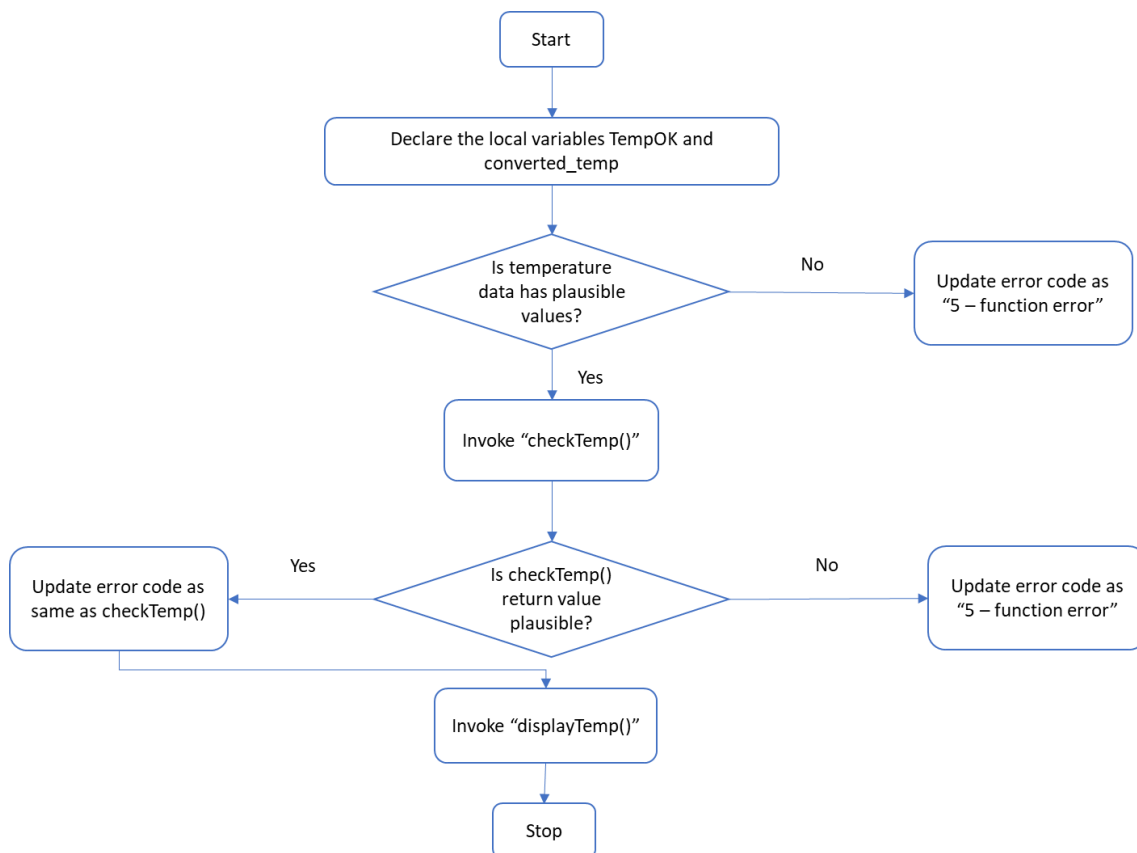 Start
Declare the local variables TempOK and
converted_temp
Is temperature
data has plausible
values?
No
Update error code as
“5 – function error”
Yes
Invoke “checkTemp()”
Yes
Is checkTemp()
return value
plausible?
No
Update error code as
same as checkTemp()
Update error code as
“5 – function error”
Invoke “displayTemp()”
Stop